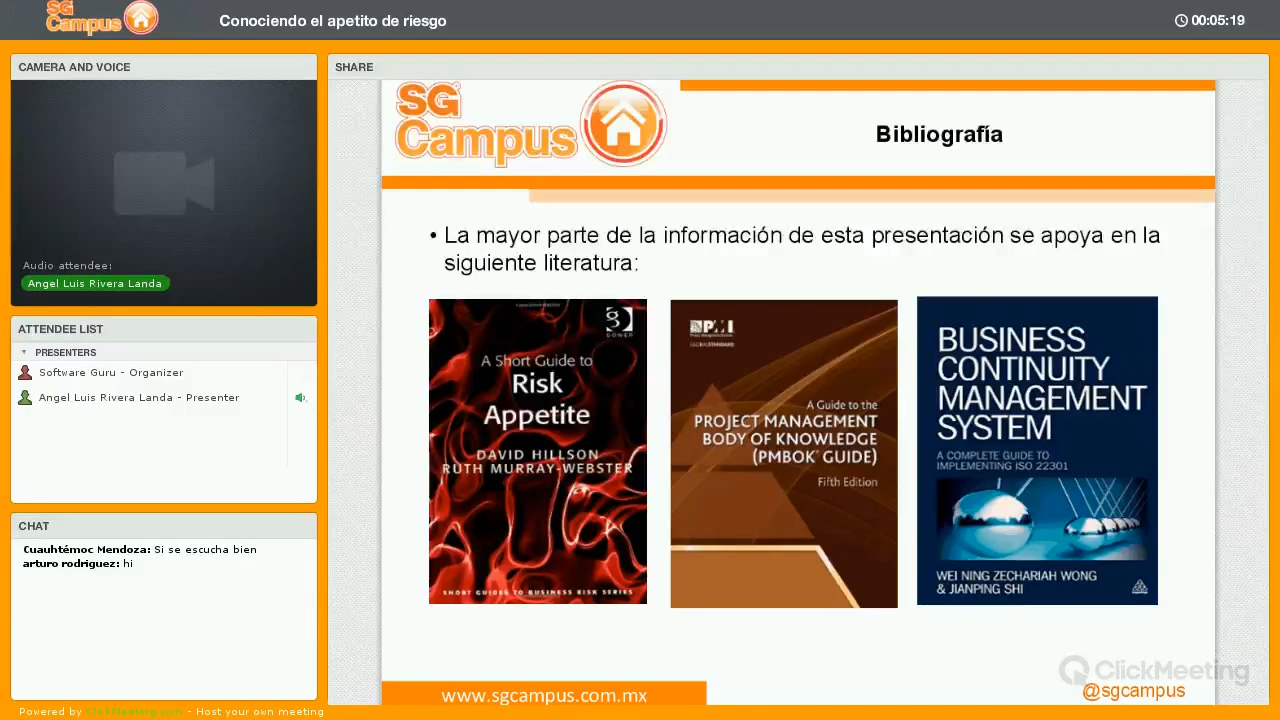 SG
Campus
Conociendo el apetito de riesgo
00:05:19
CAMERA AND VOICE
Audio attendee:
Angel Luis Rivera Landa
ATTENDEE LIST
PRESENTERS
Software Guru - Organizer
Angel Luis Rivera Landa - Presenter
CHAT
Cuauhtémoc Mendoza: Si se escucha bien
arturo rodriguez: hi
Powered by ClickMeeting.com - Host your own meeting
SHARE
SG
Campus
Bibliografía
• La mayor parte de la información de esta presentación se apoya en la
siguiente literatura:
GOWER
A Short Guide to
Risk
Appetite
DAVID HILLSON
RUTH MURRAY-WEBSTER
SHORT GUIDES TO BUSINESS RISK SERIES
PMI
GLOBAL STANDARD
A Guide to the
PROJECT MANAGEMENT
BODY OF KNOWLEDGE
(PMBOK® GUIDE)
Fifth Edition
BUSINESS
CONTINUITY
MANAGEMENT
SYSTEM
A COMPLETE GUIDE TO
IMPLEMENTING ISO 22301
WEI NING ZECHARIAH WONG
& JIANPING SHI
www.sgcampus.com.mx
ClickMeeting
@sgcampus